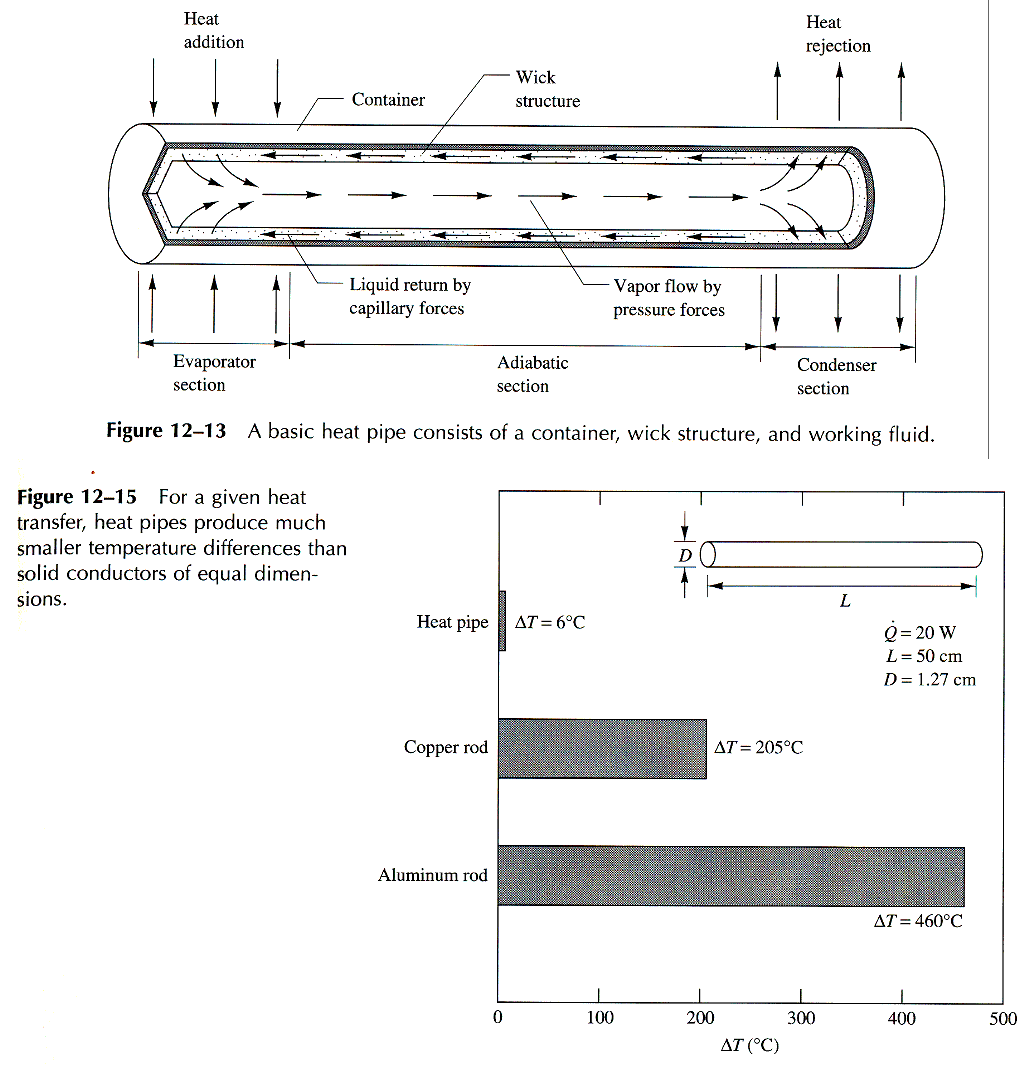 Heat
addition
Heat
rejection
Wick
structure
Container
Liquid return by
capillary forces
Vapor flow by
pressure forces
Evaporator
section
Adiabatic
section
Condenser
section
Figure 12–13 A basic heat pipe consists of a container, wick structure, and working fluid.
Figure 12–15 For a given heat
transfer, heat pipes produce much
smaller temperature differences than
solid conductors of equal dimen-
sions.
D
L
Heat pipe
ΔT = 6°C
Q̇ = 20 W
L = 50 cm
D = 1.27 cm
Copper rod
ΔT = 205°C
Aluminum rod
ΔT = 460°C
0 100 200 300 400 500
ΔT (°C)